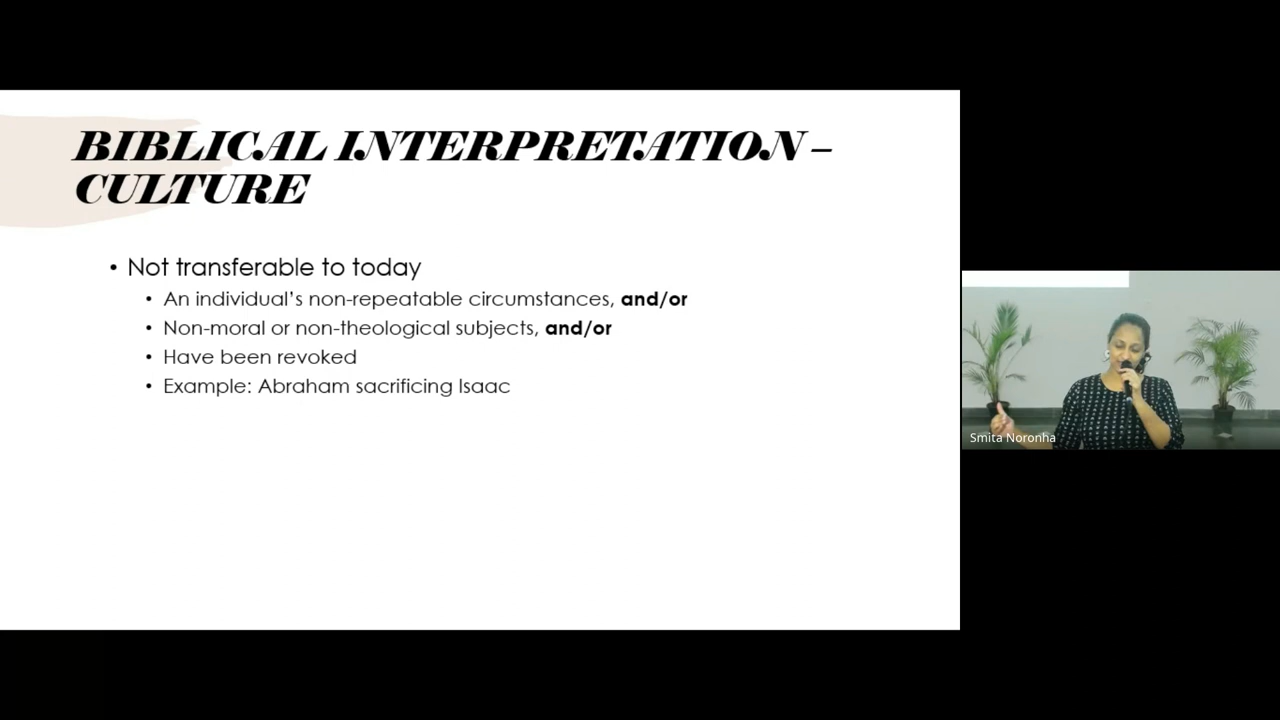 BIBLICAL INTERPRETATION –
CULTURE
• Not transferable to today
• An individual’s non-repeatable circumstances, and/or
• Non-moral or non-theological subjects, and/or
• Have been revoked
• Example: Abraham sacrificing Isaac
Smita Noronha